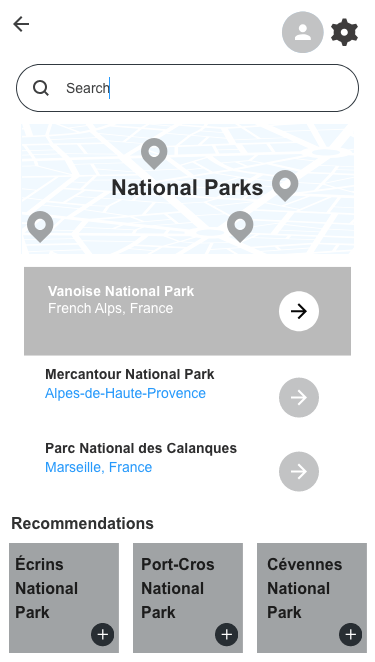 Search
National Parks
Vanoise National Park
French Alps, France
Mercantour National Park
Alpes-de-Haute-Provence
Parc National des Calanques
Marseille, France
Recommendations
Écrins
National
Park
Port-Cros
National
Park
Cévennes
National
Park